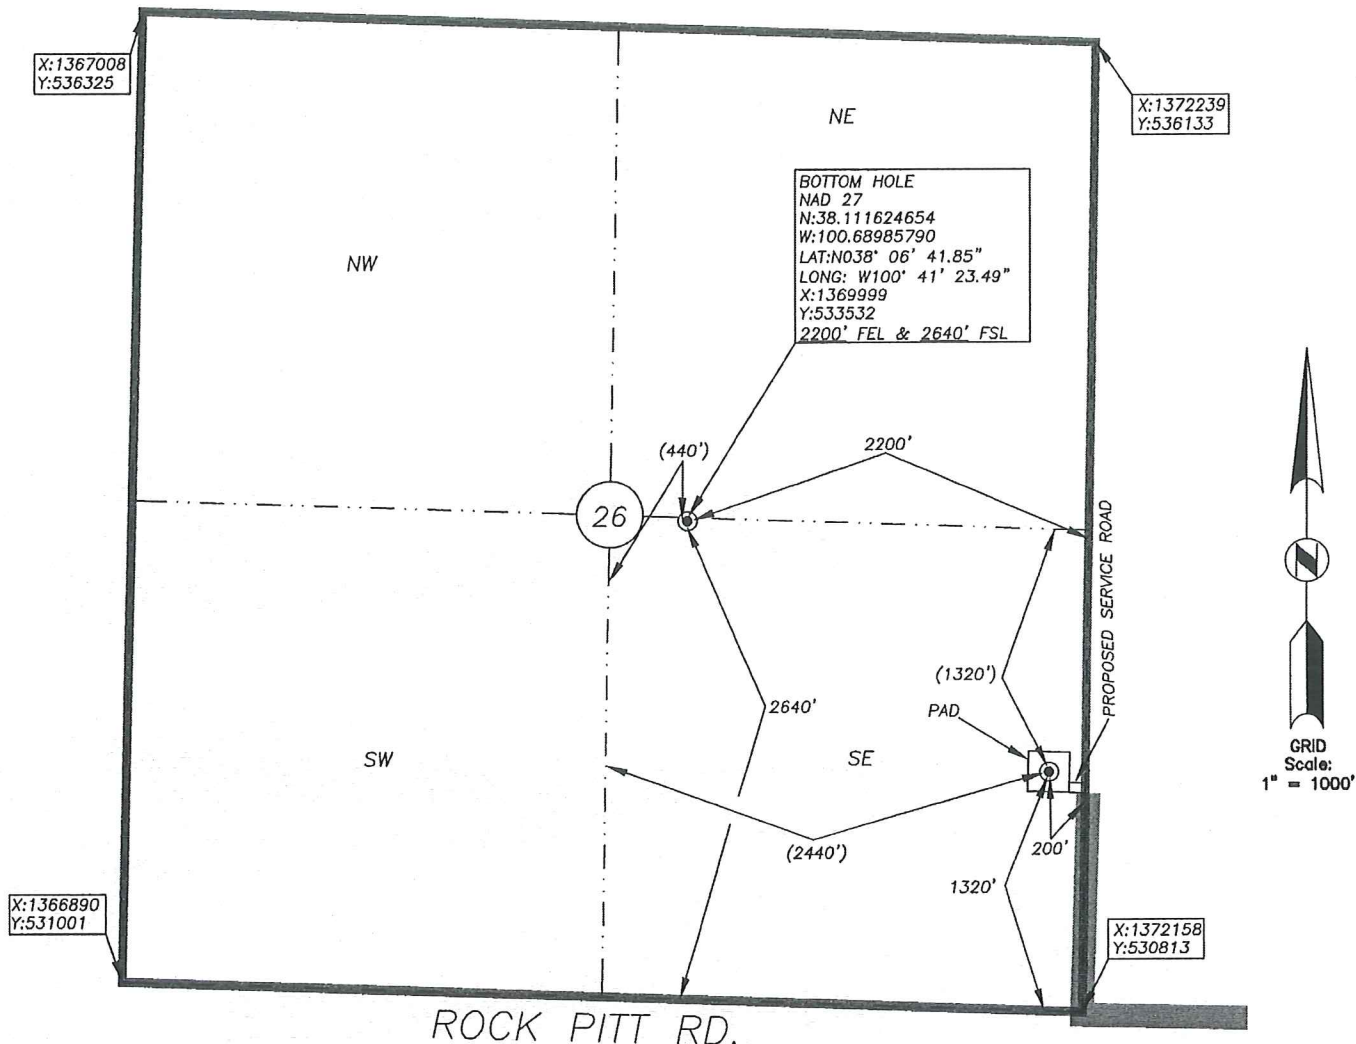 X:1367008
Y:536325
X:1372239
Y:536133
NE
BOTTOM HOLE
NAD 27
N:38.111624654
W:100.68985790
LAT:N038° 06' 41.85"
LONG: W100° 41' 23.49"
X:1369999
Y:533532
2200' FEL & 2640' FSL
NW
(440')
2200'
26
PROPOSED SERVICE ROAD
(1320')
2640'
PAD
SW
SE
GRID
Scale:
1" = 1000'
(2440')
200'
1320'
X:1366890
Y:531001
X:1372158
Y:530813
ROCK PITT RD.
N